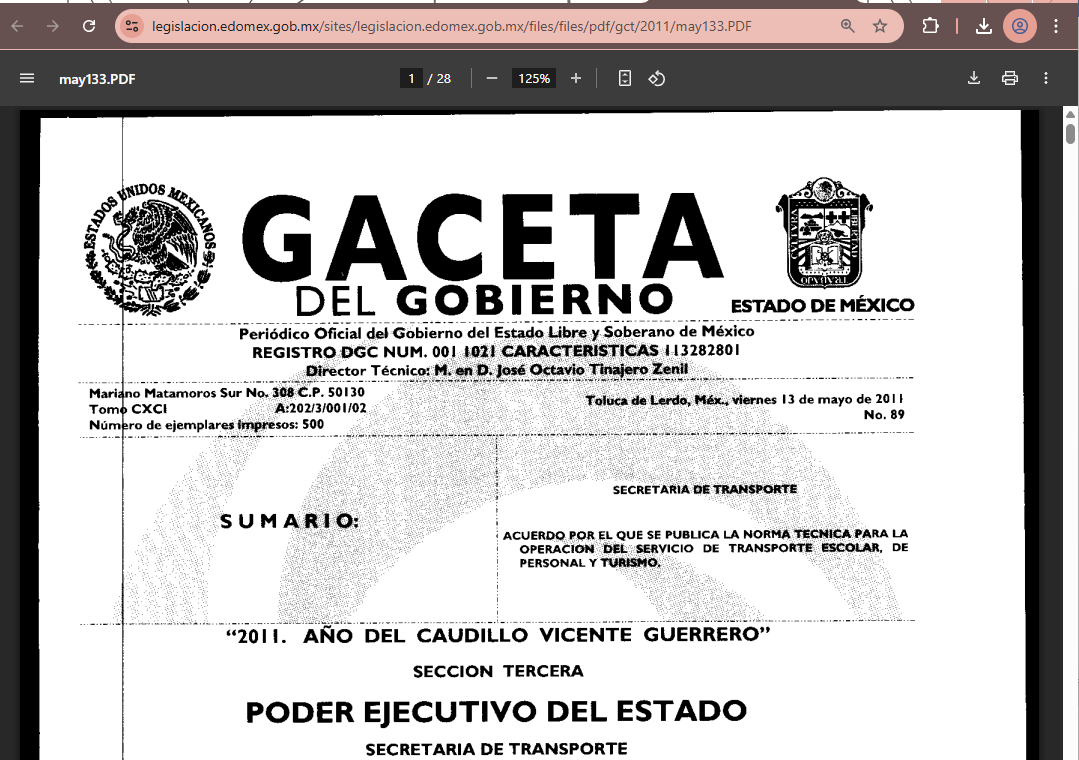 legislacion.edomex.gob.mx/sites/legislacion.edomex.gob.mx/files/files/pdf/gct/2011/may133.PDF
may133.PDF
1 / 28
125%
ESTADOS UNIDOS MEXICANOS
GACETA
DEL GOBIERNO
ESTADO DE MÉXICO
Periódico Oficial del Gobierno del Estado Libre y Soberano de México
REGISTRO DGC NUM. 001 1021 CARACTERISTICAS 113282801
Director Técnico: M. en D. José Octavio Tinajero Zenil
Mariano Matamoros Sur No. 308 C.P. 50130
Tomo CXCI A:202/3/001/02
Número de ejemplares impresos: 500
Toluca de Lerdo, Méx., viernes 13 de mayo de 2011
No. 89
SUMARIO:
SECRETARIA DE TRANSPORTE
ACUERDO POR EL QUE SE PUBLICA LA NORMA TECNICA PARA LA
OPERACION DEL SERVICIO DE TRANSPORTE ESCOLAR, DE
PERSONAL Y TURISMO.
“2011. AÑO DEL CAUDILLO VICENTE GUERRERO”
SECCION TERCERA
PODER EJECUTIVO DEL ESTADO
SECRETARIA DE TRANSPORTE